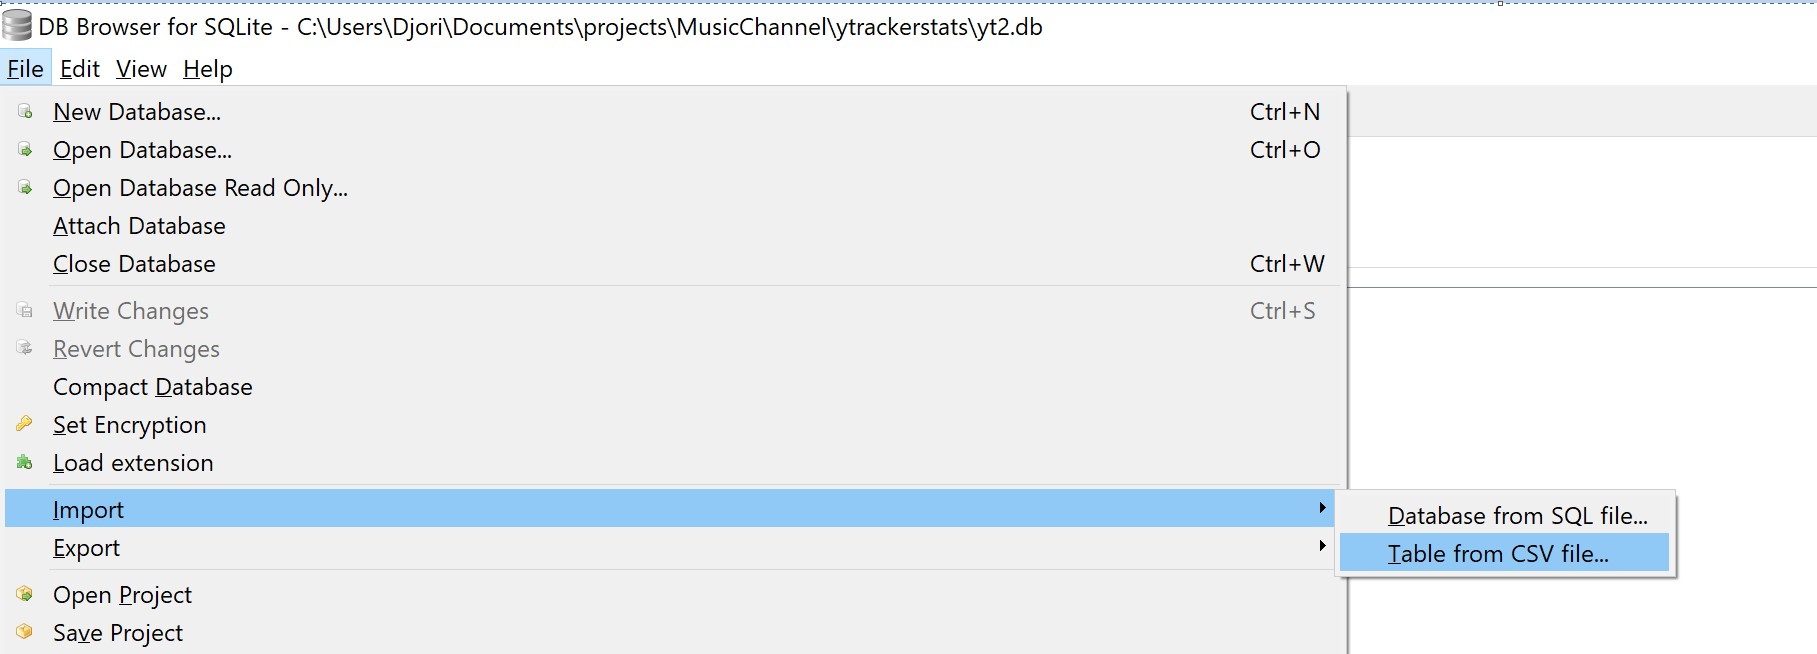 DB Browser for SQLite - C:\Users\Djori\Documents\projects\MusicChannel\ytrackerstats\yt2.db
File Edit View Help
New Database... Ctrl+N
Open Database... Ctrl+O
Open Database Read Only...
Attach Database
Close Database Ctrl+W
Write Changes Ctrl+S
Revert Changes
Compact Database
Set Encryption
Load extension
Import
Database from SQL file...
Export
Table from CSV file...
Open Project
Save Project